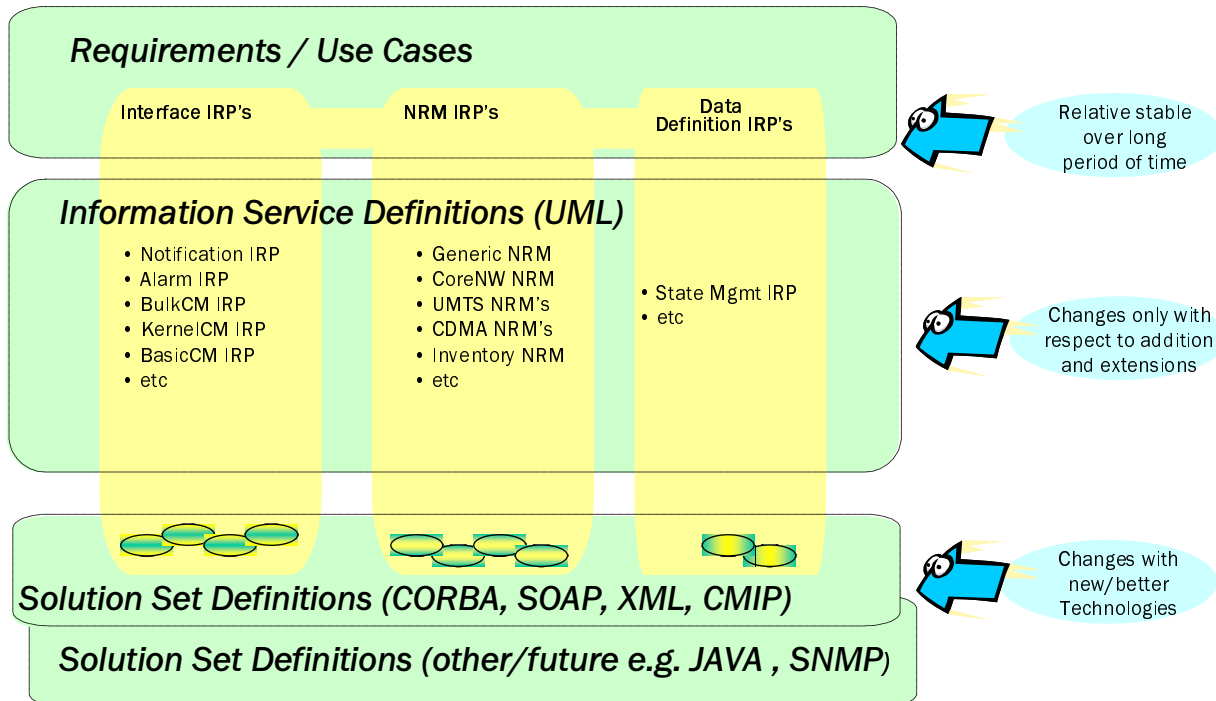 Requirements / Use Cases
Interface IRP's
NRM IRP's
Data
Definition IRP's
Relative stable
over long
period of time
Information Service Definitions (UML)
• Notification IRP
• Alarm IRP
• BulkCM IRP
• KernelCM IRP
• BasicCM IRP
• etc
• Generic NRM
• CoreNW NRM
• UMTS NRM's
• CDMA NRM's
• Inventory NRM
• etc
• State Mgmt IRP
• etc
Changes only with
respect to addition
and extensions
Solution Set Definitions (CORBA, SOAP, XML, CMIP)
Changes with
new/better
Technologies
Solution Set Definitions (other/future e.g. JAVA , SNMP)